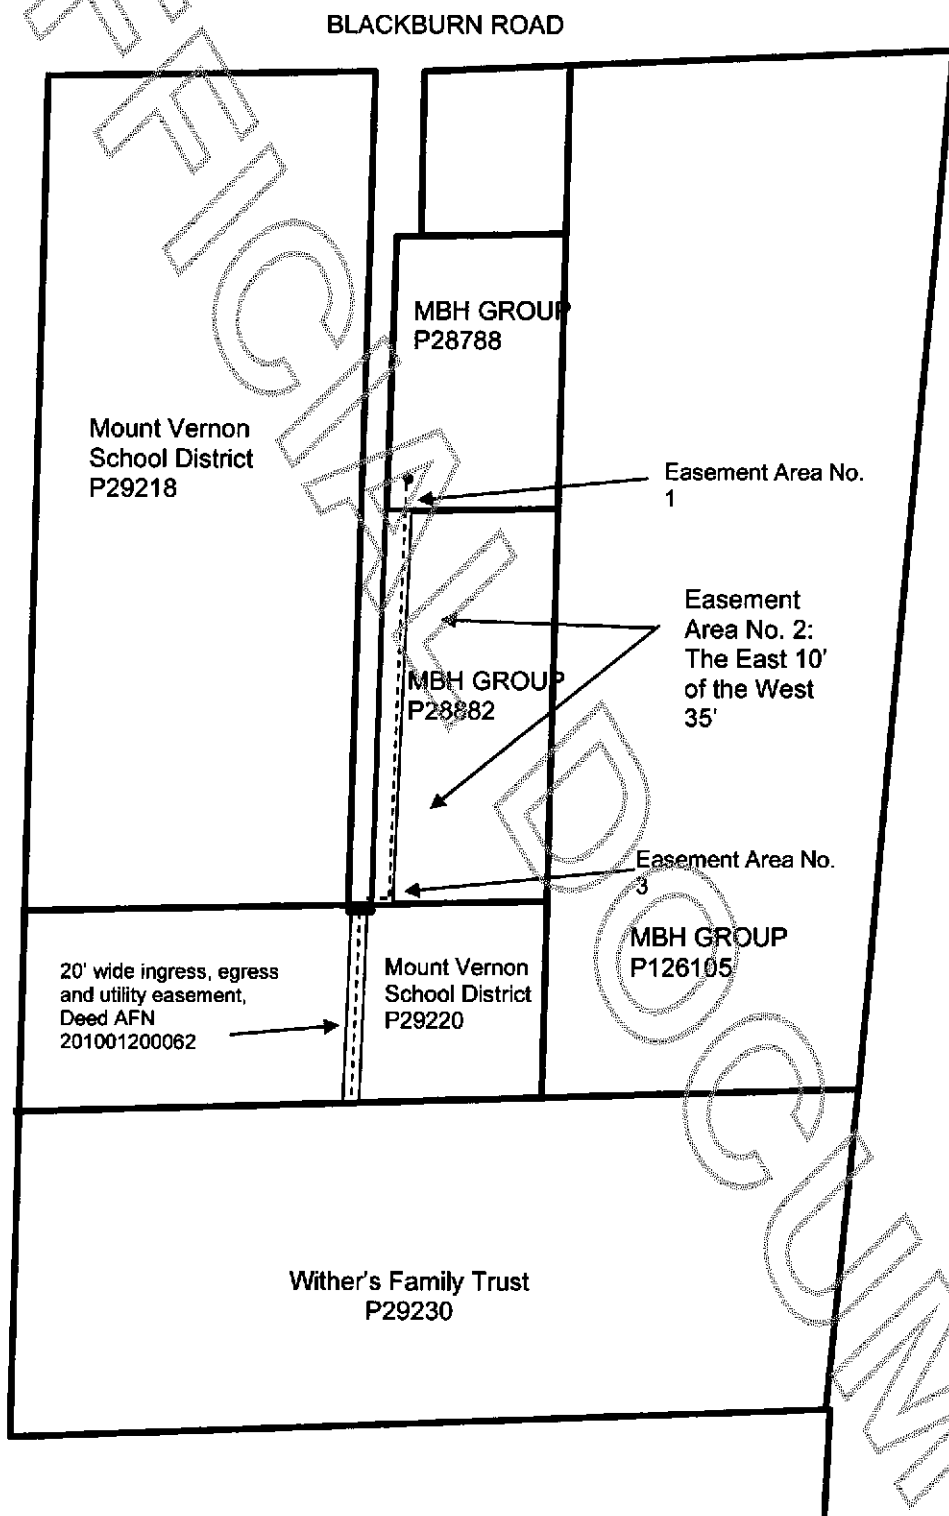 BLACKBURN ROAD
MBH GROUP
P28788
Mount Vernon
School District
P29218
Easement Area No.
1
Easement
Area No. 2:
The East 10'
of the West
35'
MBH GROUP
P28882
Easement Area No.
3
MBH GROUP
P126105
20' wide ingress, egress
and utility easement,
Deed AFN
201001200062
Mount Vernon
School District
P29220
Wither's Family Trust
P29230
FFICIAL DOCUM